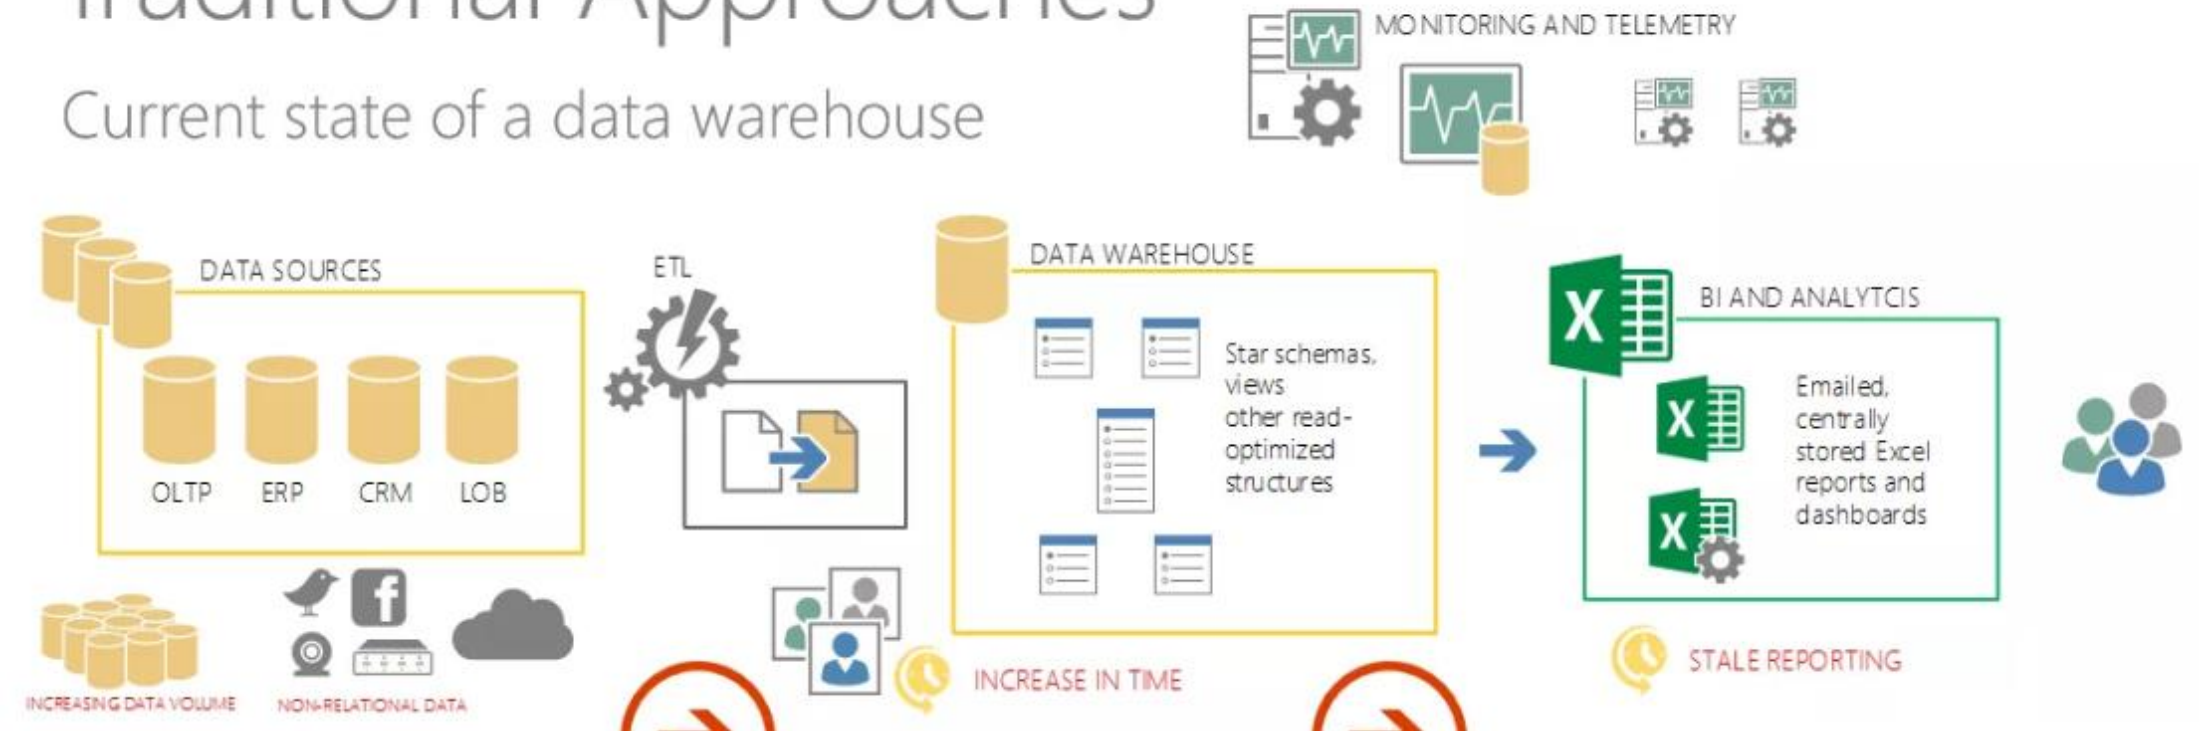 Traditional Approaches
Current state of a data warehouse
MONITORING AND TELEMETRY
DATA SOURCES
OLTP
ERP
CRM
LOB
INCREASING DATA VOLUME
NON-RELATIONAL DATA
ETL
DATA WAREHOUSE
Star schemas,
views
other read-
optimized
structures
INCREASE IN TIME
BI AND ANALYTCIS
Emailed,
centrally
stored Excel
reports and
dashboards
STALE REPORTING